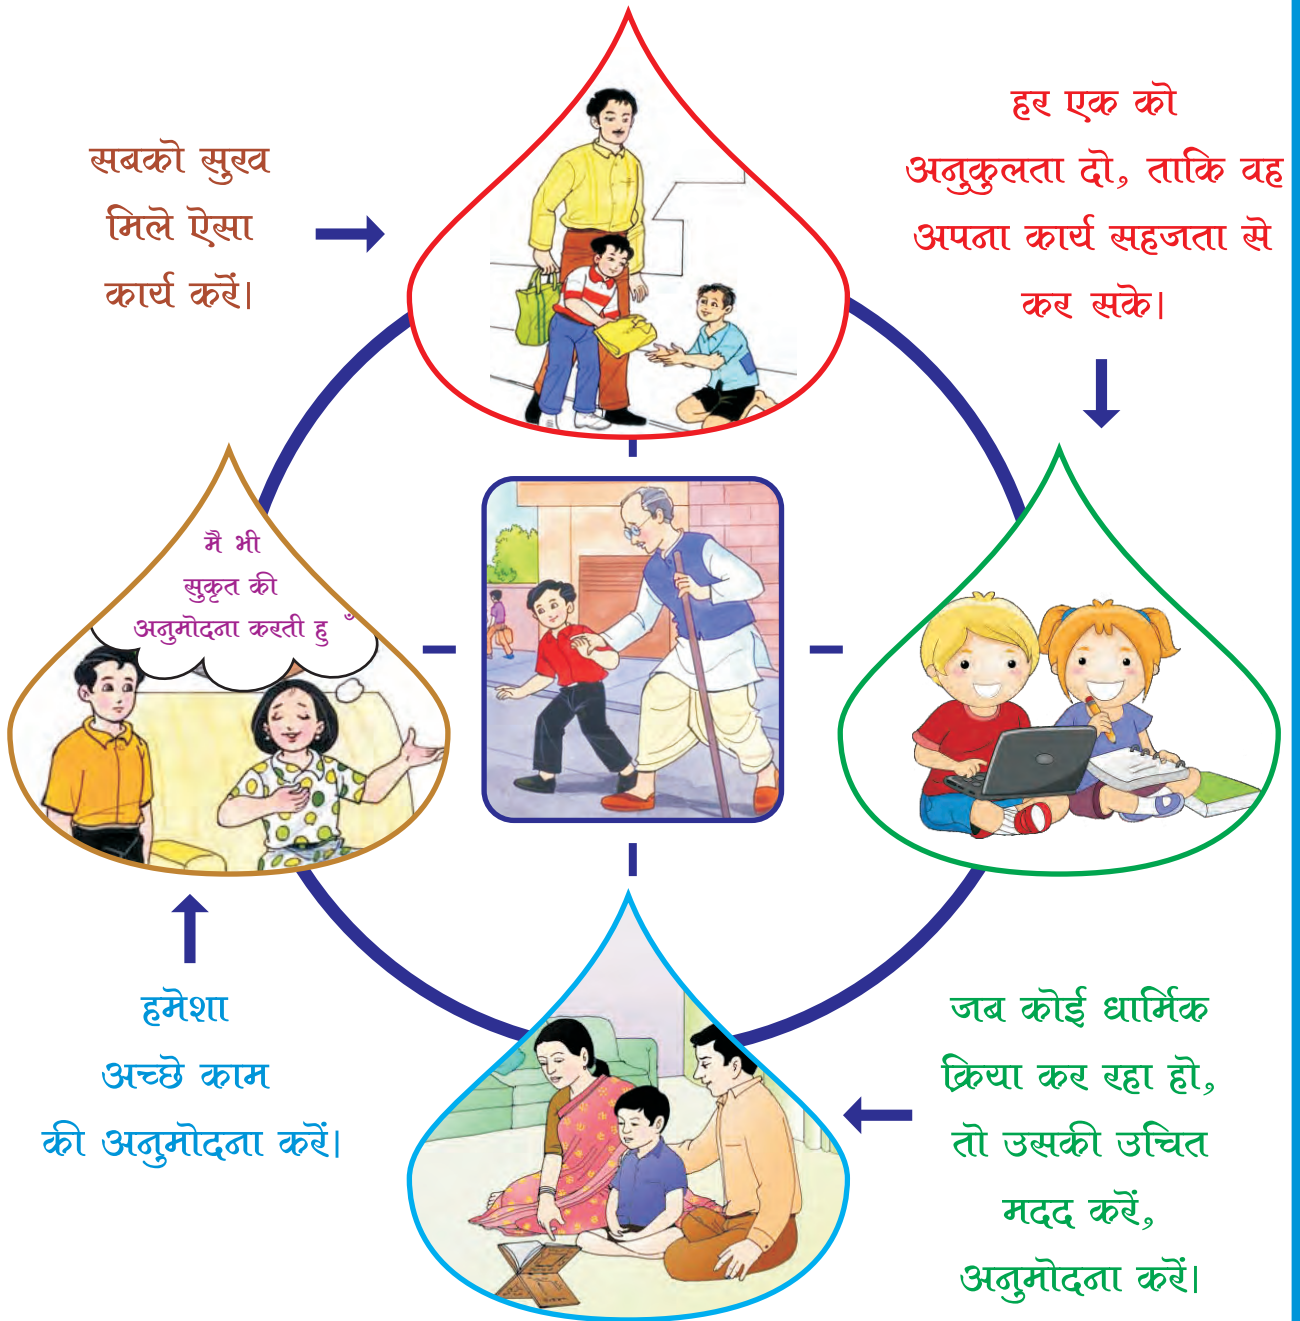 सबको सुख
मिले ऐसा
कार्य करें।
हर एक को
अनुकुलता दो, ताकि वह
अपना कार्य सहजता से
कर सके।
मै भी
सुकृत की
अनुमोदना करती हु ँ
हमेशा
अच्छे काम
की अनुमोदना करें।
जब कोई धार्मिक
क्रिया कर रहा हो,
तो उसकी उचित
मदद करें,
अनुमोदना करें।